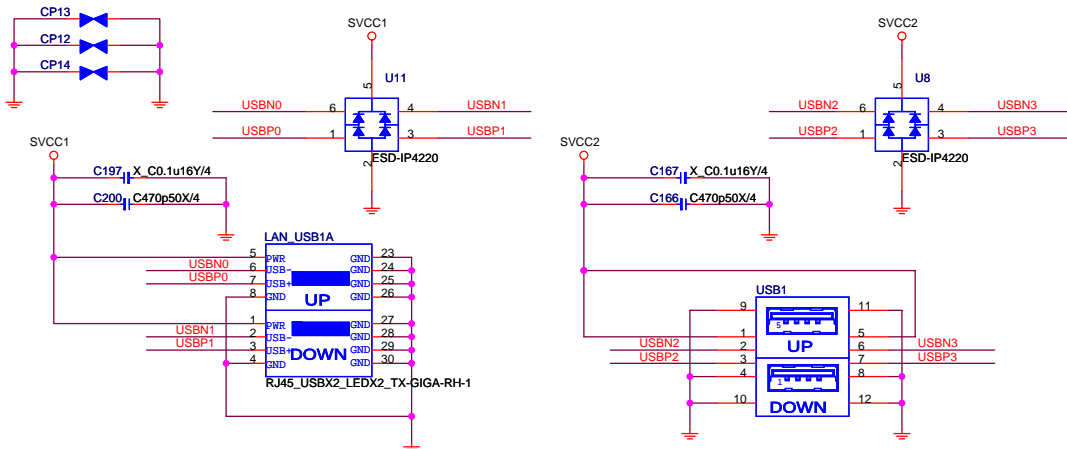 CP13
CP12
CP14
SVCC1
U11
5
USBN0 6 4 USBN1
USBP0 1 3 USBP1
2
ESD-IP4220
SVCC2
U8
5
USBN2 6 4 USBN3
USBP2 1 3 USBP3
2
ESD-IP4220
SVCC1
C197 X_C0.1u16Y/4
C200 C470p50X/4
LAN_USB1A
5 PWR GND 23
USBN0 6 USB- GND 24
USBP0 7 USB+ GND 25
8 GND UP GND 26
1 PWR GND 27
USBN1 2 USB- GND 28
USBP1 3 USB+ DOWN GND 29
4 GND GND 30
RJ45_USBX2_LEDX2_TX-GIGA-RH-1
SVCC2
C167 X_C0.1u16Y/4
C166 C470p50X/4
USB1
9 11
5
1 5
USBN2 2 UP 6 USBN3
USBP2 3 7 USBP3
4 8
1
10 DOWN 12